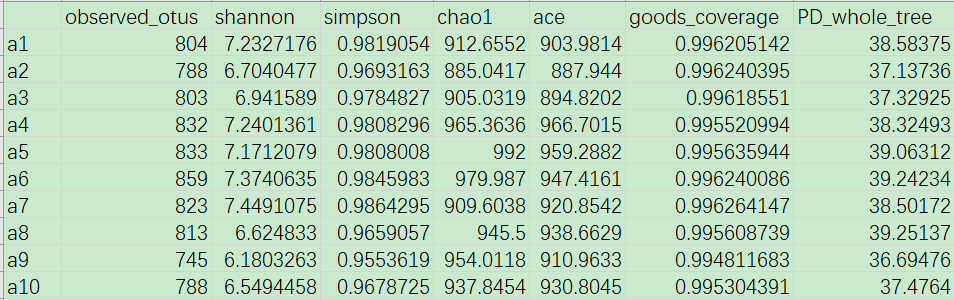 observed_otus shannon simpson chao1 ace goods_coverage PD_whole_tree
a1 804 7.2327176 0.9819054 912.6552 903.9814 0.996205142 38.58375
a2 788 6.7040477 0.9693163 885.0417 887.944 0.996240395 37.13736
a3 803 6.941589 0.9784827 905.0319 894.8202 0.99618551 37.32925
a4 832 7.2401361 0.9808296 965.3636 966.7015 0.995520994 38.32493
a5 833 7.1712079 0.9808008 992 959.2882 0.995635944 39.06312
a6 859 7.3740635 0.9845983 979.987 947.4161 0.996240086 39.24234
a7 823 7.4491075 0.9864295 909.6038 920.8542 0.996264147 38.50172
a8 813 6.624833 0.9659057 945.5 938.6629 0.995608739 39.25137
a9 745 6.1803263 0.9553619 954.0118 910.9633 0.994811683 36.69476
a10 788 6.5494458 0.9678725 937.8454 930.8045 0.995304391 37.4764